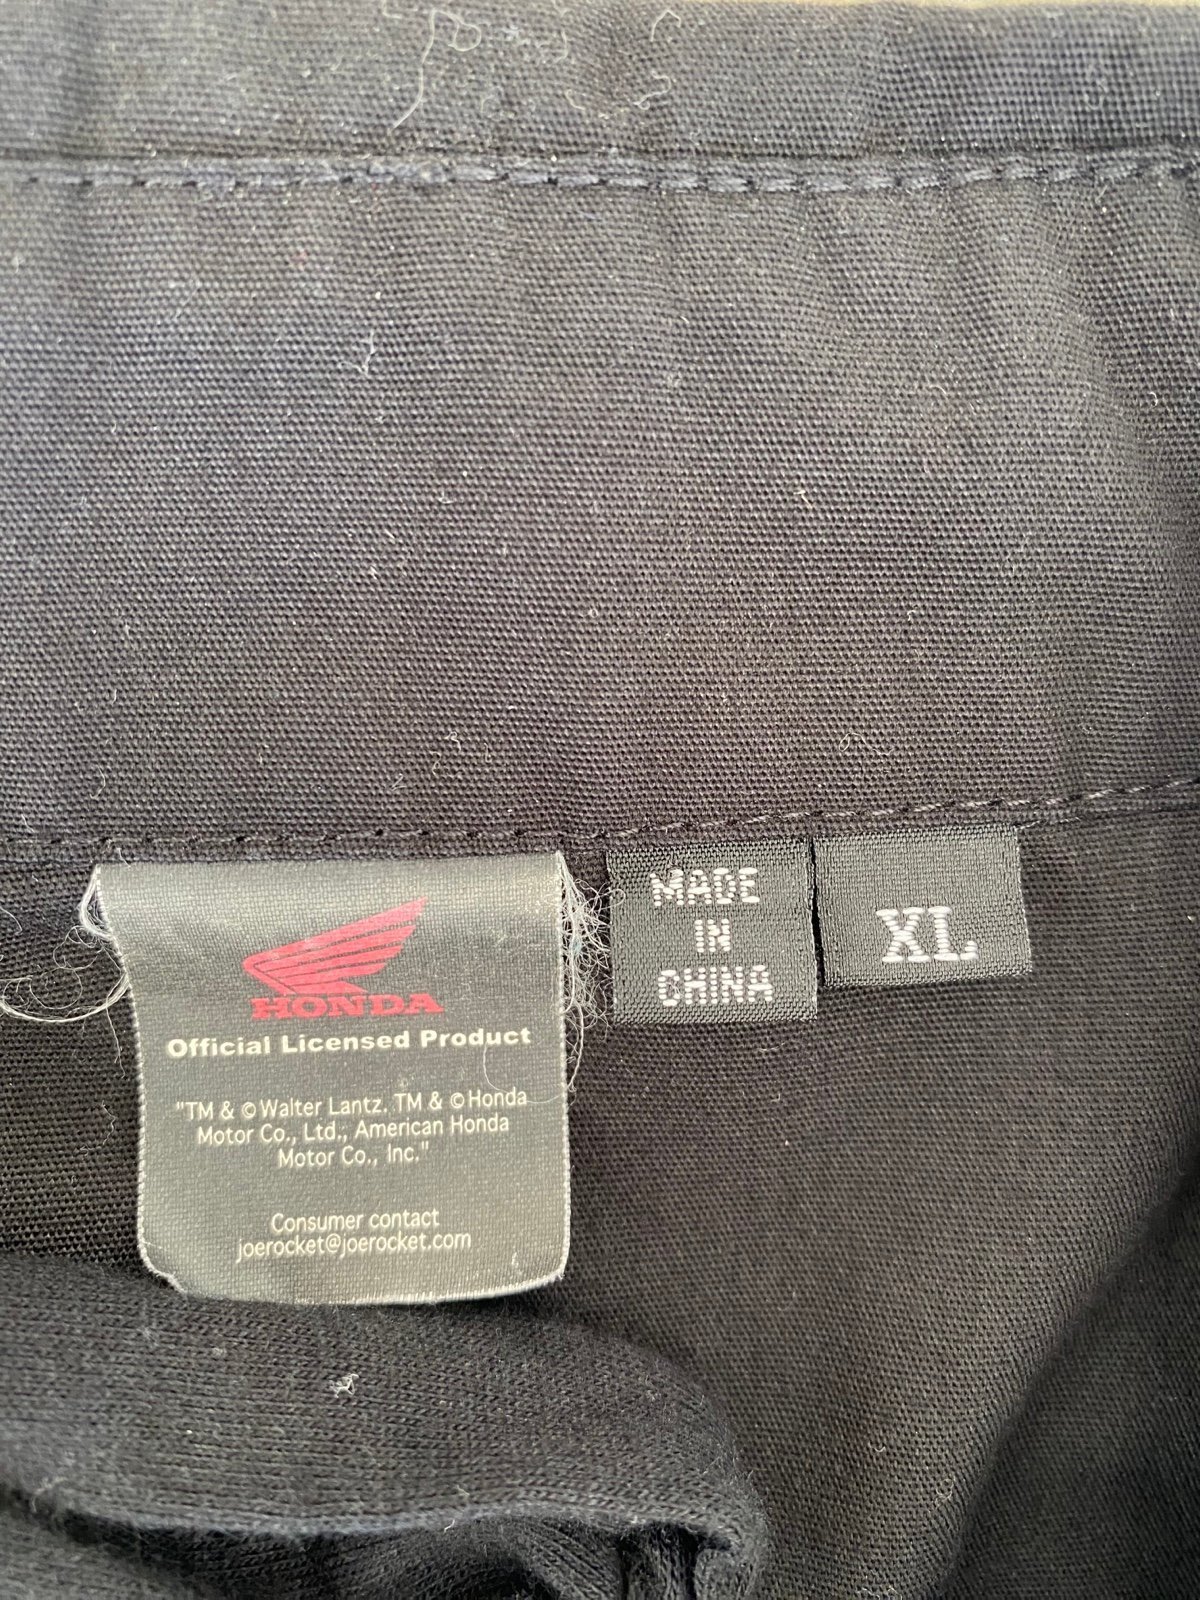 HONDA
Official Licensed Product
"TM & ©Walter Lantz. TM & ©Honda
Motor Co., Ltd., American Honda
Motor Co., Inc."
Consumer contact
joerocket@joerocket.com
MADE
IN
CHINA
XL